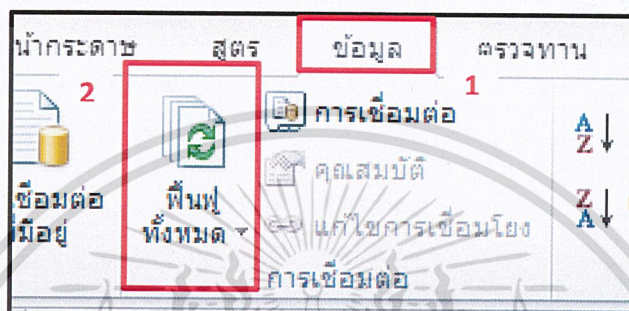 น้ำกระดาษ สูตร ข้อมูล ตรวจทาน
2 1
การเชื่อมต่อ
คุณสมบัติ
แก้ไขการเชื่อมโยง
ชื่อมต่อ
มีอยู่
ฟื้นฟู
ทั้งหมด
การเชื่อมต่อ
A
Z
Z
A